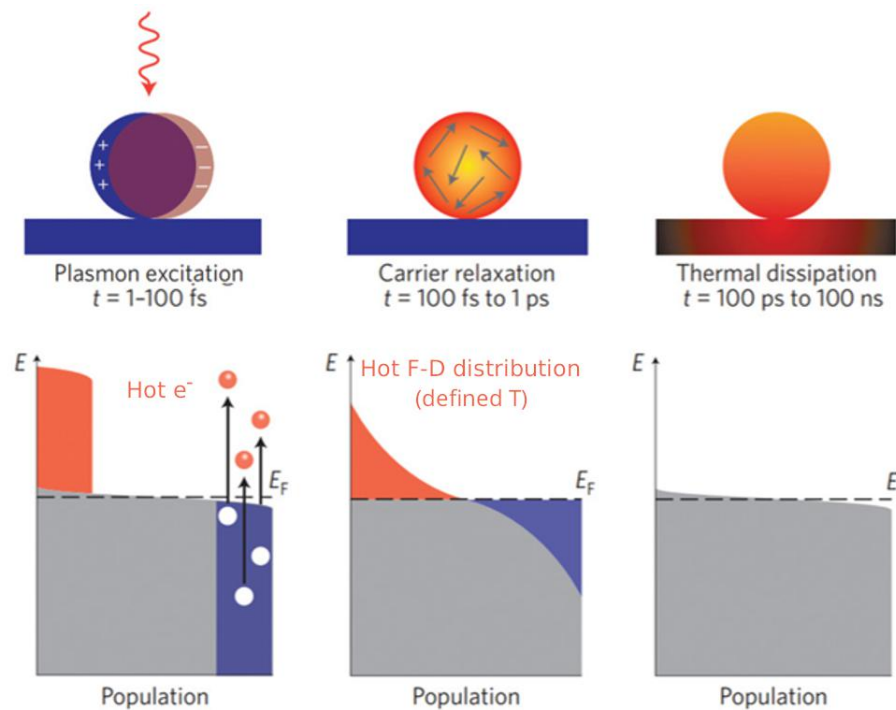 + −
+ −
+ −
Plasmon excitation
t = 1–100 fs
Carrier relaxation
t = 100 fs to 1 ps
Thermal dissipation
t = 100 ps to 100 ns
E
Hot e⁻
E_F
Population
E
Hot F-D distribution
(defined T)
E_F
Population
E
E
Population